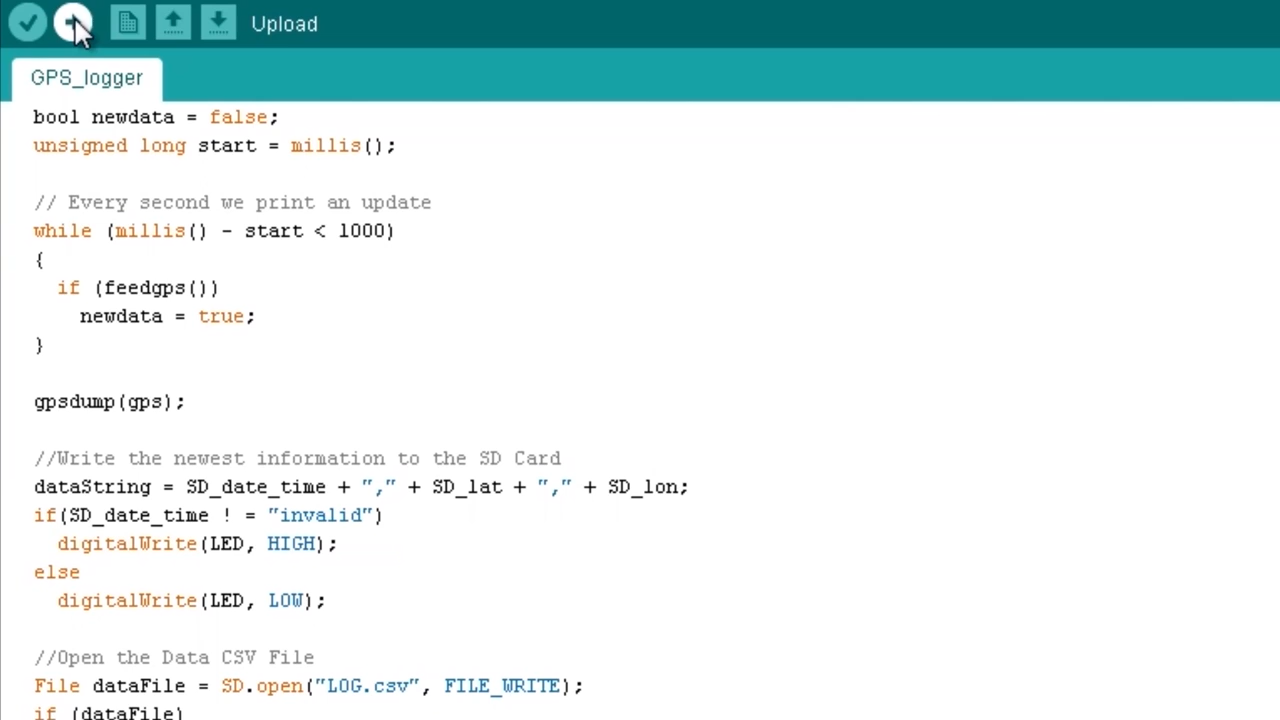 Upload
GPS_logger
bool newdata = false;
unsigned long start = millis();
// Every second we print an update
while (millis() - start < 1000)
{
if (feedgps())
newdata = true;
}
gpsdump(gps);
//Write the newest information to the SD Card
dataString = SD_date_time + "," + SD_lat + "," + SD_lon;
if(SD_date_time ! = "invalid")
digitalWrite(LED, HIGH);
else
digitalWrite(LED, LOW);
//Open the Data CSV File
File dataFile = SD.open("LOG.csv", FILE_WRITE);
if (dataFile)